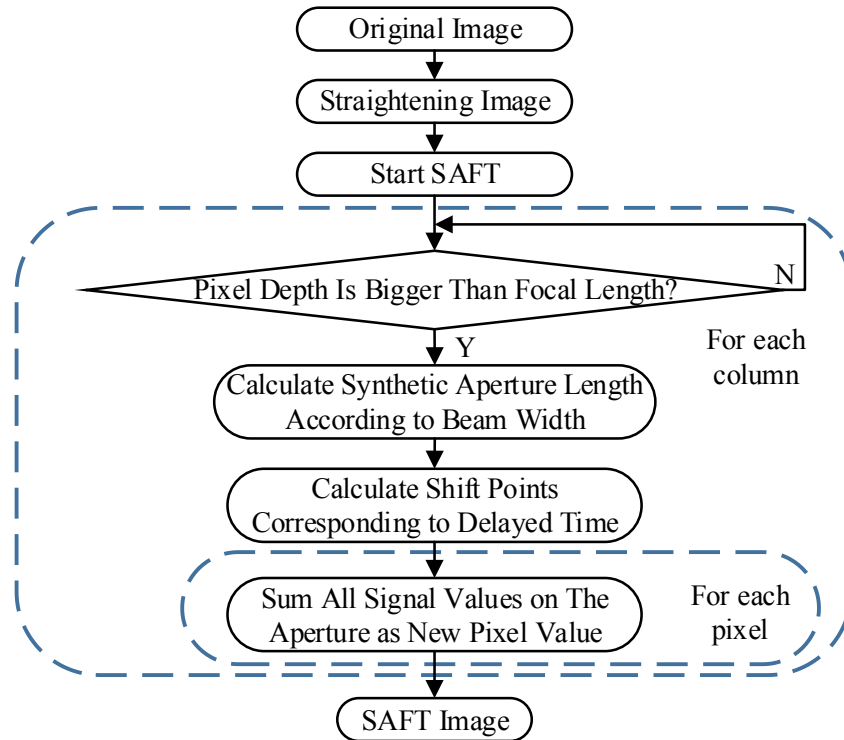 Original Image
Straightening Image
Start SAFT
Pixel Depth Is Bigger Than Focal Length?
N
Y
For each
column
Calculate Synthetic Aperture Length
According to Beam Width
Calculate Shift Points
Corresponding to Delayed Time
Sum All Signal Values on The
Aperture as New Pixel Value
For each
pixel
SAFT Image